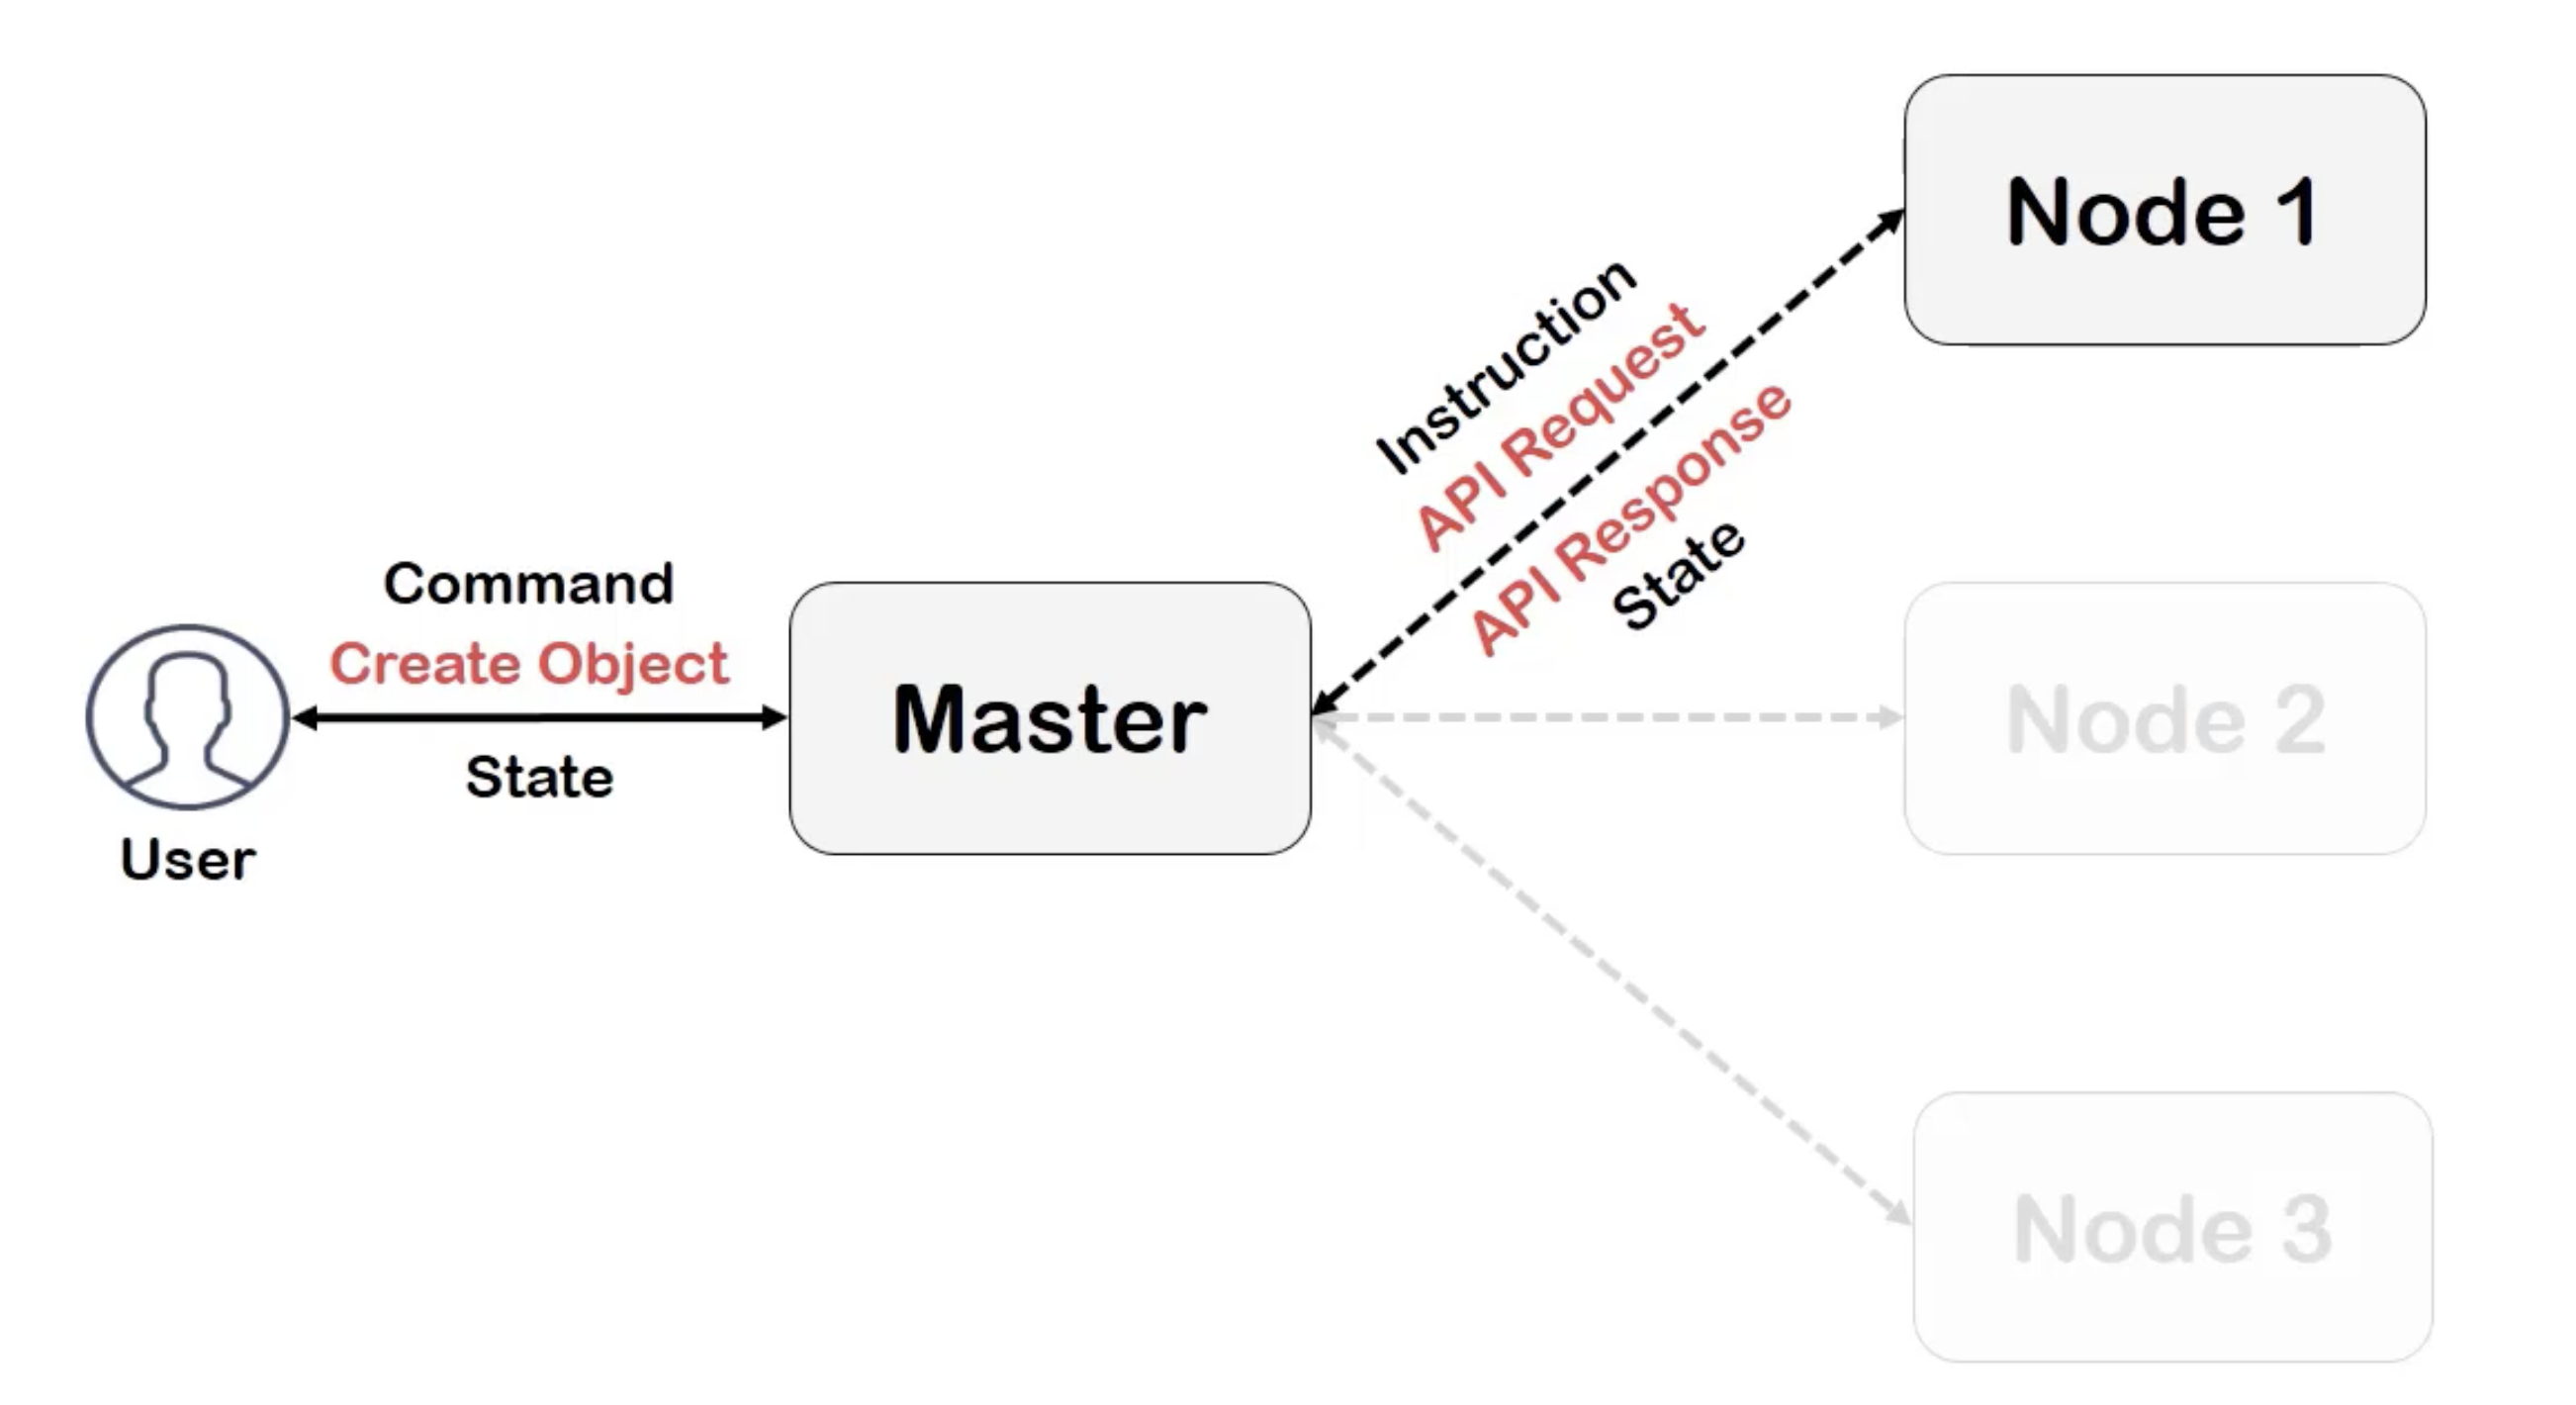 Command
Create Object
State
User
Master
Instruction
API Request
API Response
State
Node 1
Node 2
Node 3